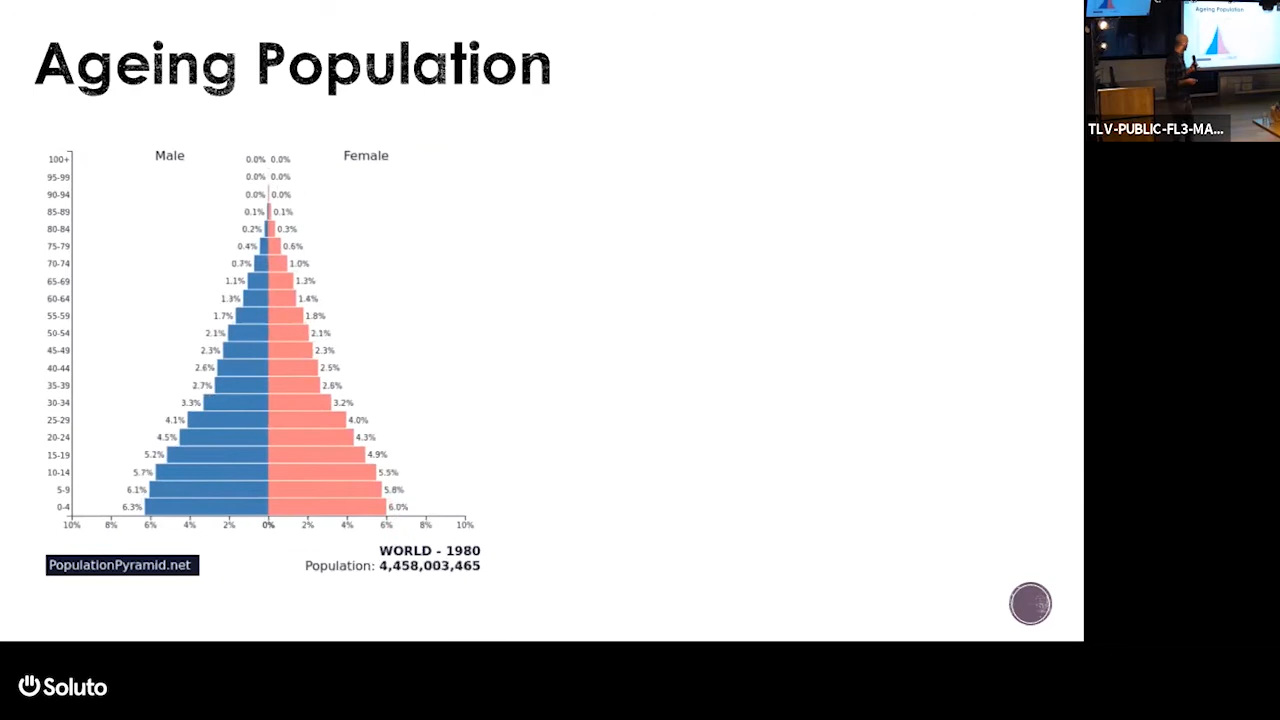 Ageing Population
Male Female
100+ 0.0% 0.0%
95-99 0.0% 0.0%
90-94 0.0% 0.0%
85-89 0.1% 0.1%
80-84 0.2% 0.3%
75-79 0.4% 0.6%
70-74 0.7% 1.0%
65-69 1.1% 1.3%
60-64 1.3% 1.4%
55-59 1.7% 1.8%
50-54 2.1% 2.1%
45-49 2.3% 2.3%
40-44 2.6% 2.5%
35-39 2.7% 2.6%
30-34 3.3% 3.2%
25-29 4.1% 4.0%
20-24 4.5% 4.3%
15-19 5.2% 4.9%
10-14 5.7% 5.5%
5-9 6.1% 5.8%
0-4 6.3% 6.0%
10% 8% 6% 4% 2% 0% 2% 4% 6% 8% 10%
PopulationPyramid.net
WORLD - 1980
Population: 4,458,003,465
Ageing Population
TLV-PUBLIC-FL3-MA...
Soluto